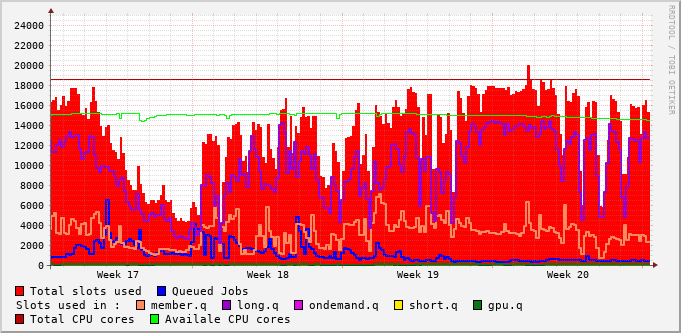 24000
22000
20000
18000
16000
14000
12000
10000
8000
6000
4000
2000
0
Week 17 Week 18 Week 19 Week 20
Total slots used Queued Jobs
Slots used in : member.q long.q ondemand.q short.q gpu.q
Total CPU cores Availale CPU cores
RRDTOOL / TOBI OETIKER